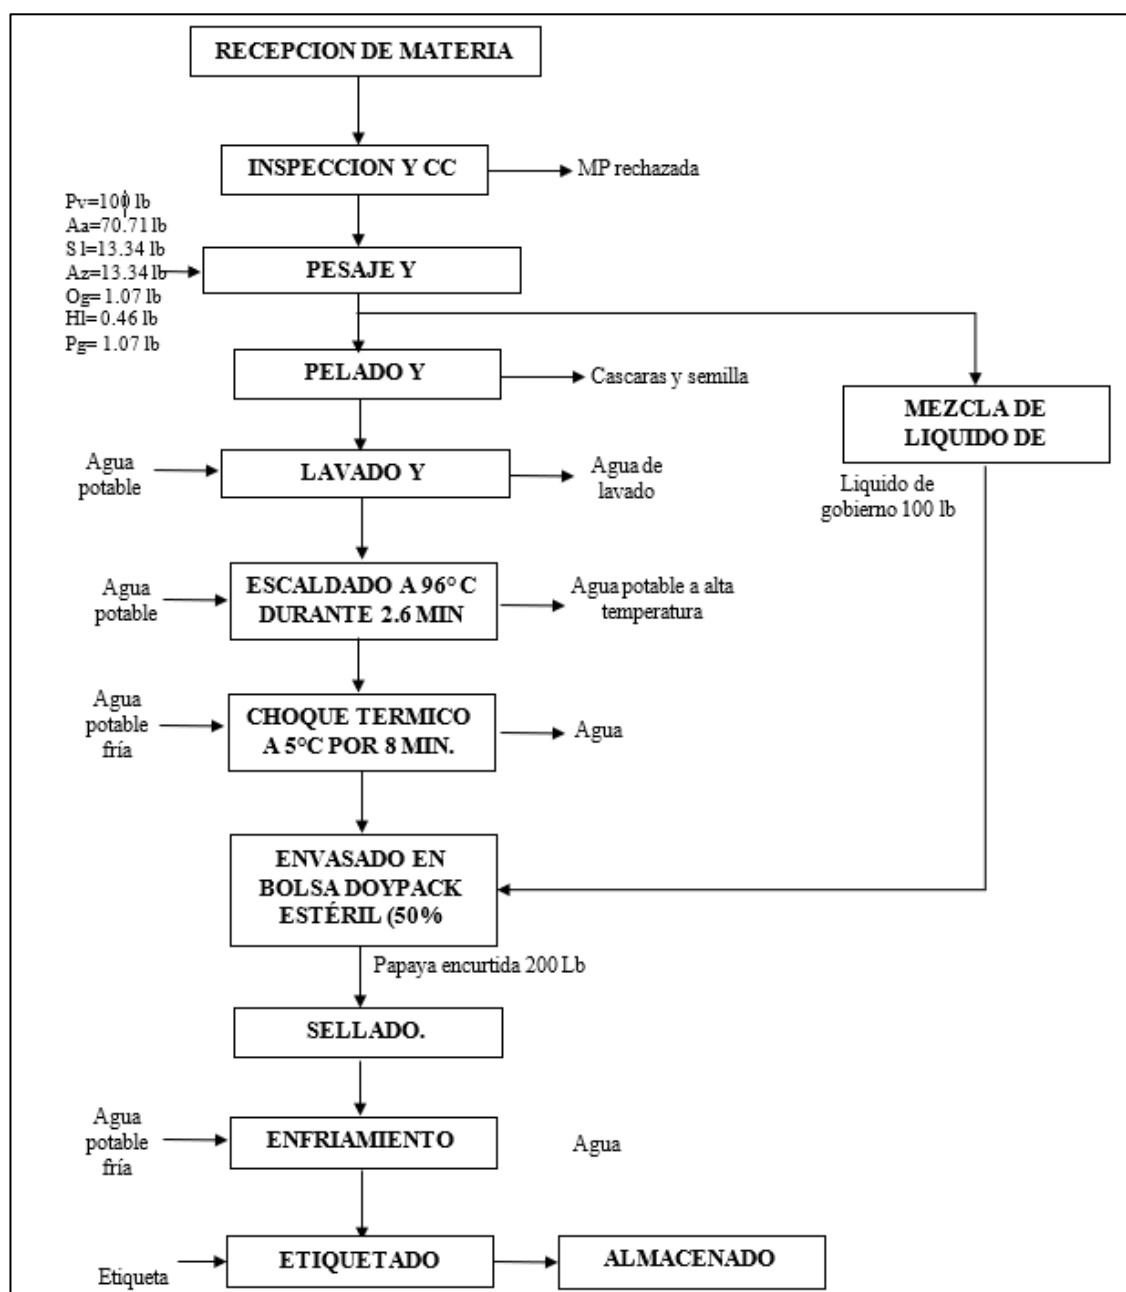 RECEPCION DE MATERIA
INSPECCION Y CC
MP rechazada
Pv=100 lb
Aa=70.71 lb
Sl=13.34 lb
Az=13.34 lb
Og= 1.07 lb
Hl= 0.46 lb
Pg= 1.07 lb
PESAJE Y
PELADO Y
Cascaras y semilla
MEZCLA DE
LIQUIDO DE
Agua
potable
LAVADO Y
Agua de
lavado
Liquido de
gobierno 100 lb
Agua
potable
ESCALDADO A 96° C
DURANTE 2.6 MIN
Agua potable a alta
temperatura
Agua
potable
fría
CHOQUE TERMICO
A 5°C POR 8 MIN.
Agua
ENVASADO EN
BOLSA DOYPACK
ESTÉRIL (50%
Papaya encurtida 200 Lb
SELLADO.
Agua
potable
fría
ENFRIAMIENTO
Agua
Etiqueta
ETIQUETADO
ALMACENADO